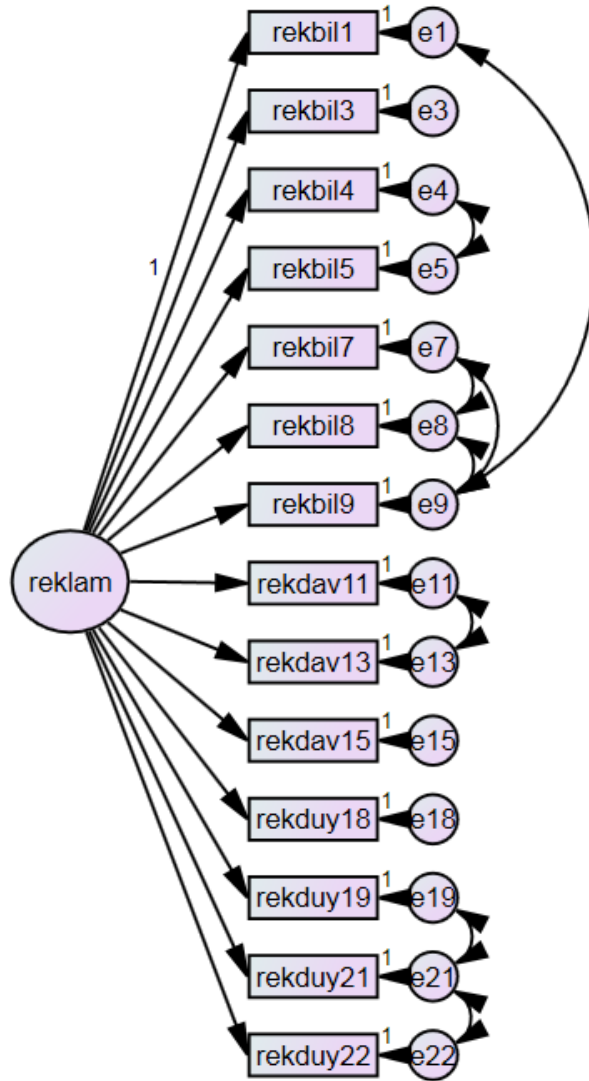 1
rekbil1 1 e1
rekbil3 1 e3
rekbil4 1 e4
rekbil5 1 e5
rekbil7 1 e7
rekbil8 1 e8
rekbil9 1 e9
reklam
rekdav11 1 e11
rekdav13 1 e13
rekdav15 1 e15
rekduy18 1 e18
rekduy19 1 e19
rekduy21 1 e21
rekduy22 1 e22